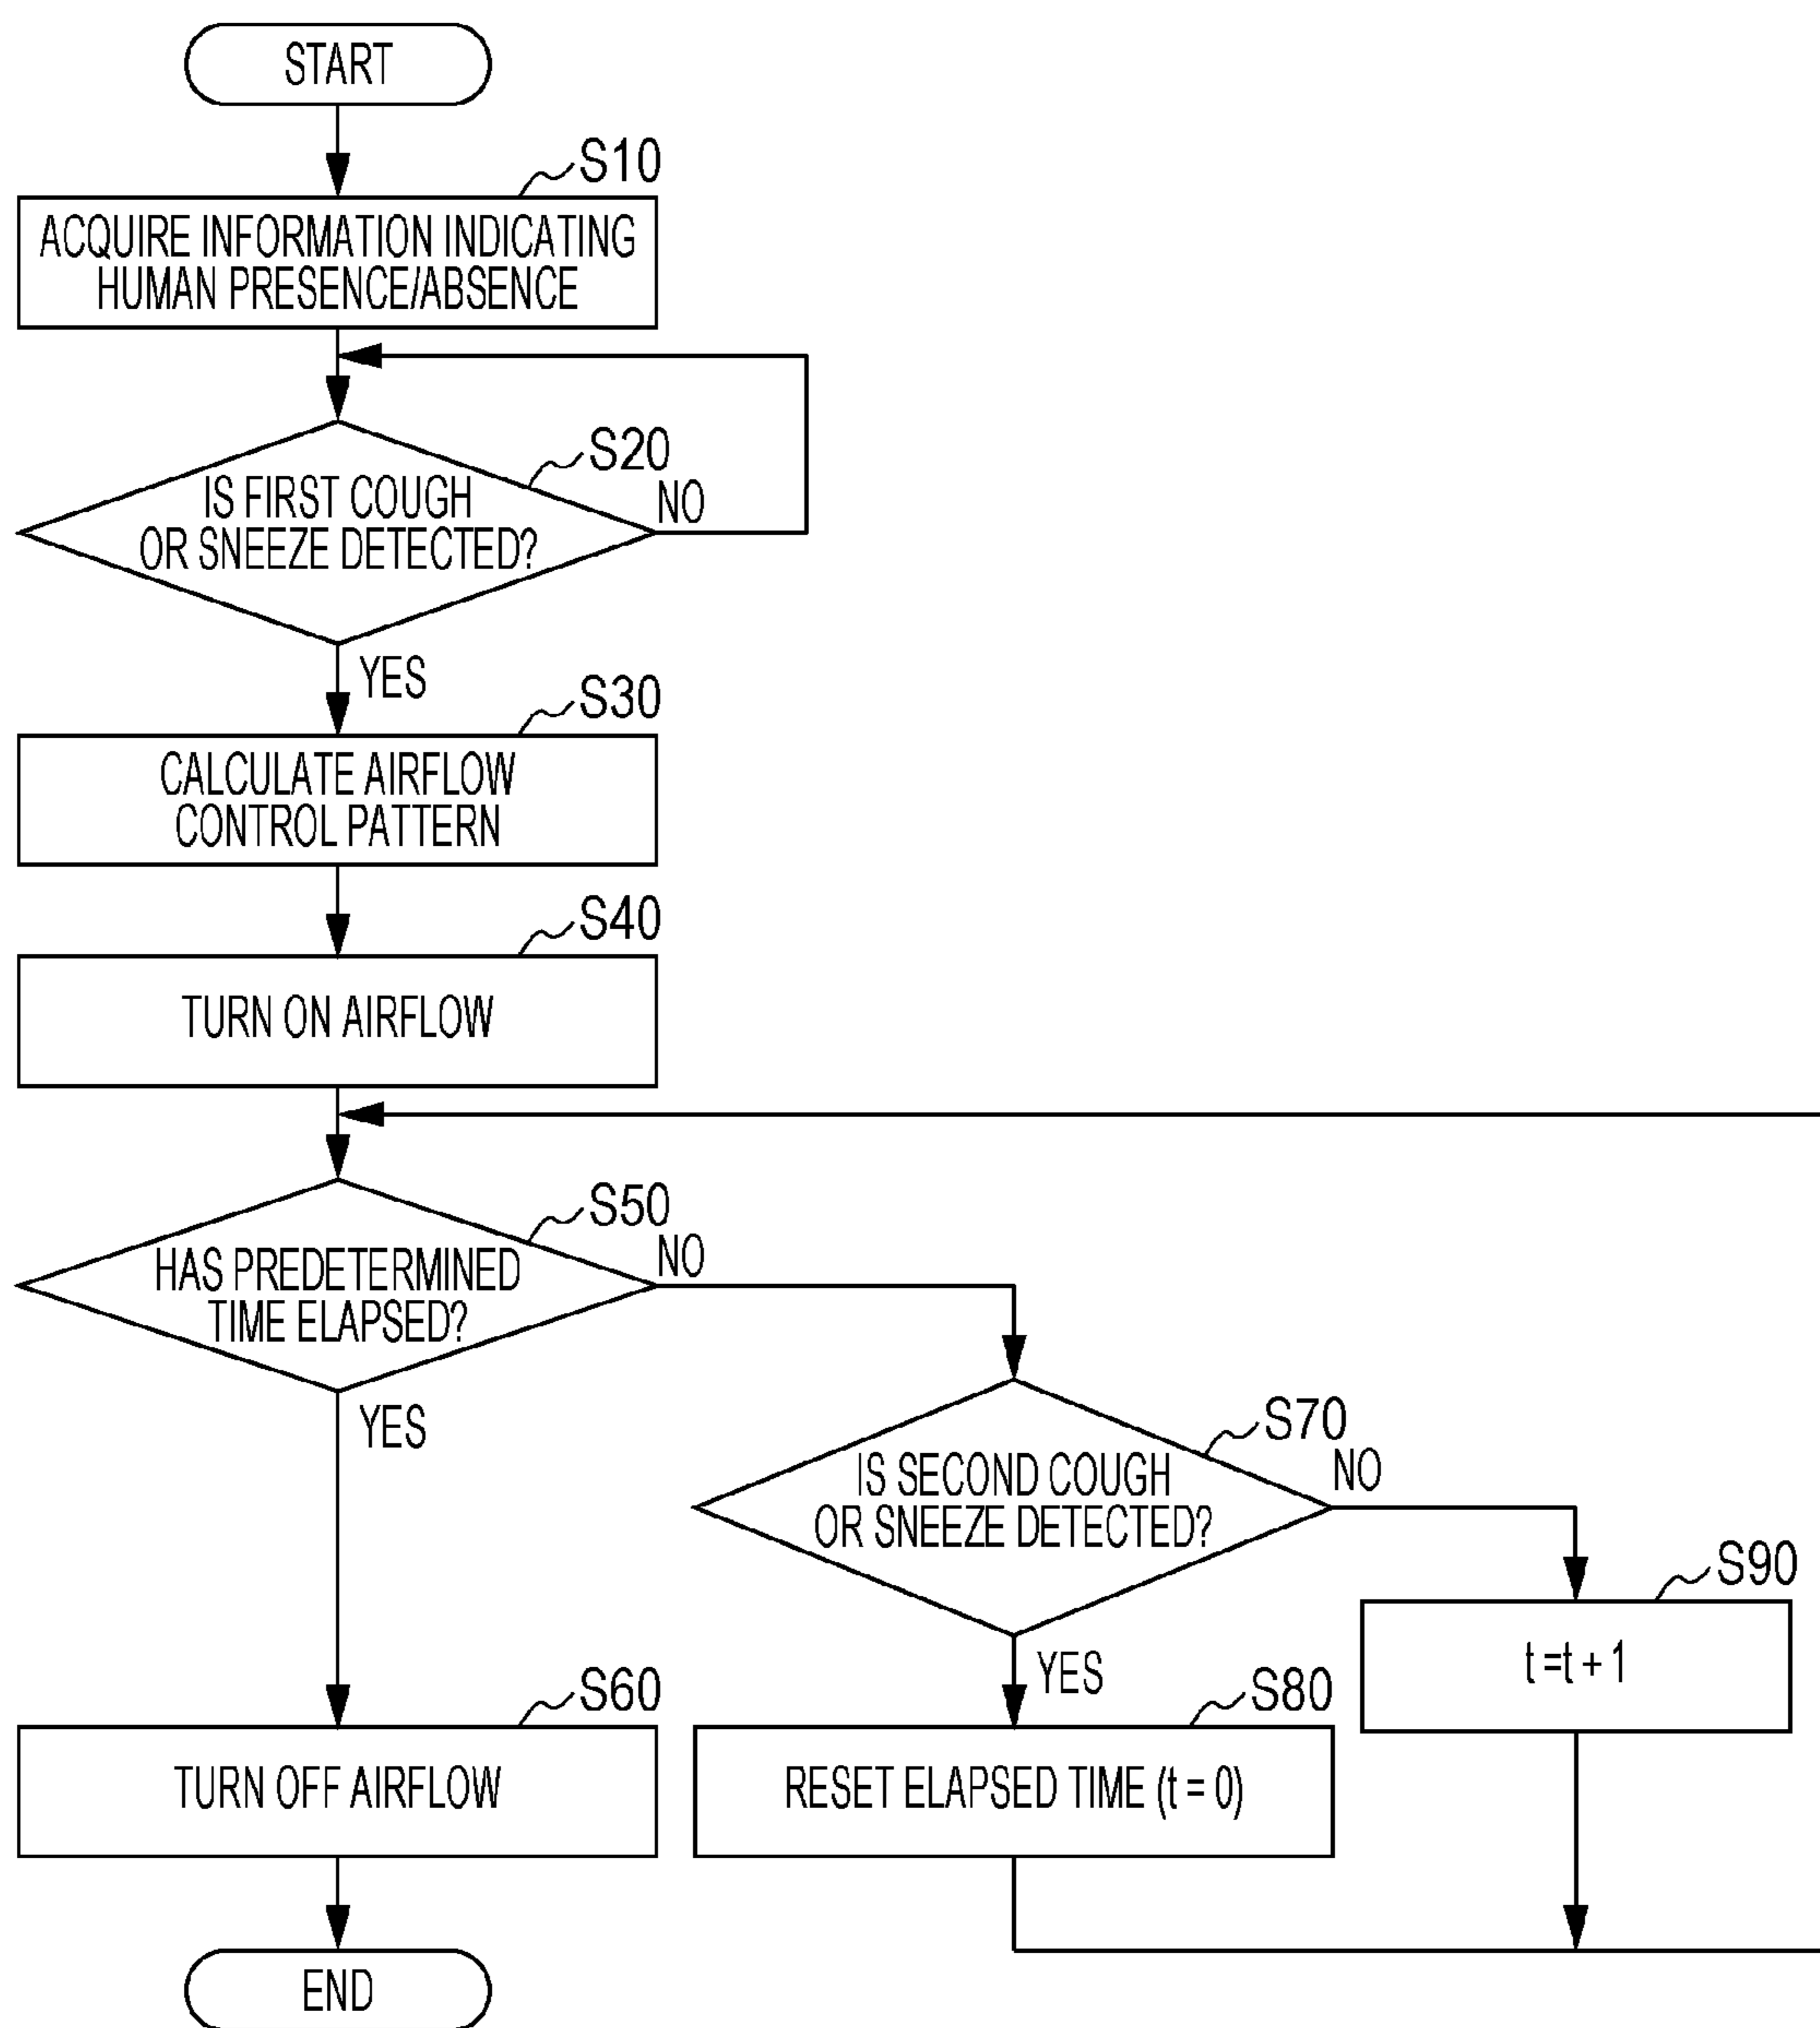 START
S10
ACQUIRE INFORMATION INDICATING
HUMAN PRESENCE/ABSENCE
S20
IS FIRST COUGH
OR SNEEZE DETECTED?
NO
YES
S30
CALCULATE AIRFLOW
CONTROL PATTERN
S40
TURN ON AIRFLOW
S50
HAS PREDETERMINED
TIME ELAPSED?
NO
YES
S70
IS SECOND COUGH
OR SNEEZE DETECTED?
NO
S90
t =t + 1
YES
S60
TURN OFF AIRFLOW
S80
RESET ELAPSED TIME (t = 0)
END